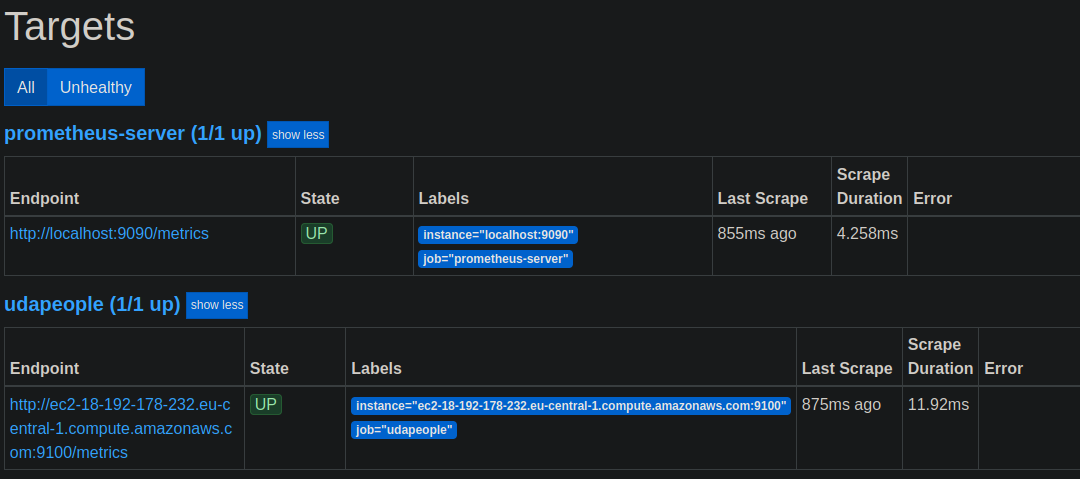 Targets
All Unhealthy
prometheus-server (1/1 up) show less
Scrape
Endpoint State Labels Last Scrape Duration Error
http://localhost:9090/metrics UP instance="localhost:9090" 855ms ago 4.258ms
job="prometheus-server"
udapeople (1/1 up) show less
Scrape
Endpoint State Labels Last Scrape Duration Error
http://ec2-18-192-178-232.eu-c UP instance="ec2-18-192-178-232.eu-central-1.compute.amazonaws.com:9100" 875ms ago 11.92ms
entral-1.compute.amazonaws.c job="udapeople"
om:9100/metrics